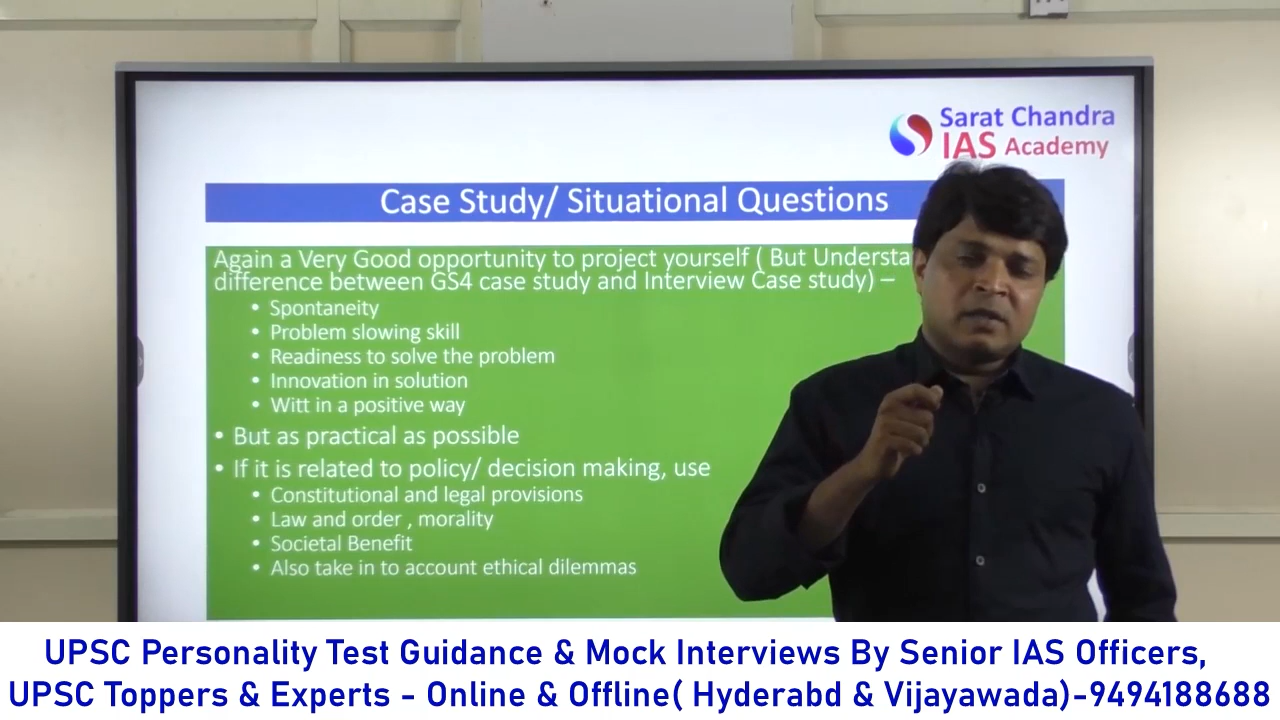 Sarat Chandra
IAS Academy
Case Study/ Situational Questions
Again a Very Good opportunity to project yourself ( But Understa
difference between GS4 case study and Interview Case study) –
• Spontaneity
• Problem slowing skill
• Readiness to solve the problem
• Innovation in solution
• Witt in a positive way
• But as practical as possible
• If it is related to policy/ decision making, use
• Constitutional and legal provisions
• Law and order , morality
• Societal Benefit
• Also take in to account ethical dilemmas
UPSC Personality Test Guidance & Mock Interviews By Senior IAS Officers,
UPSC Toppers & Experts - Online & Offline( Hyderabd & Vijayawada)-9494188688